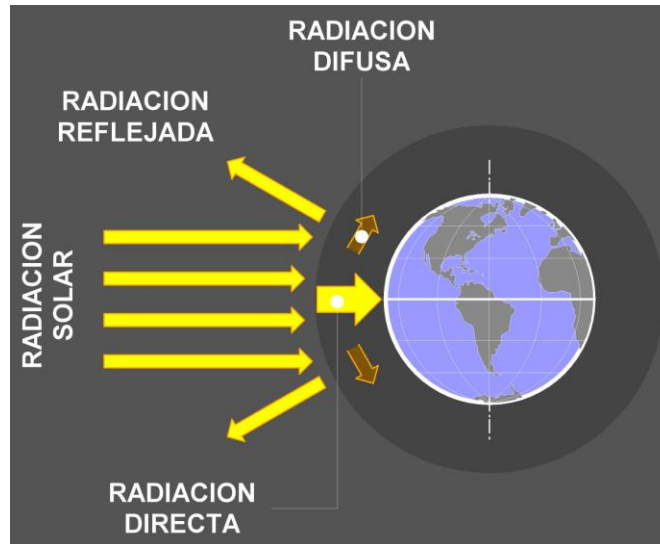 RADIACION
DIFUSA
RADIACION
REFLEJADA
RADIACION
SOLAR
RADIACION
DIRECTA